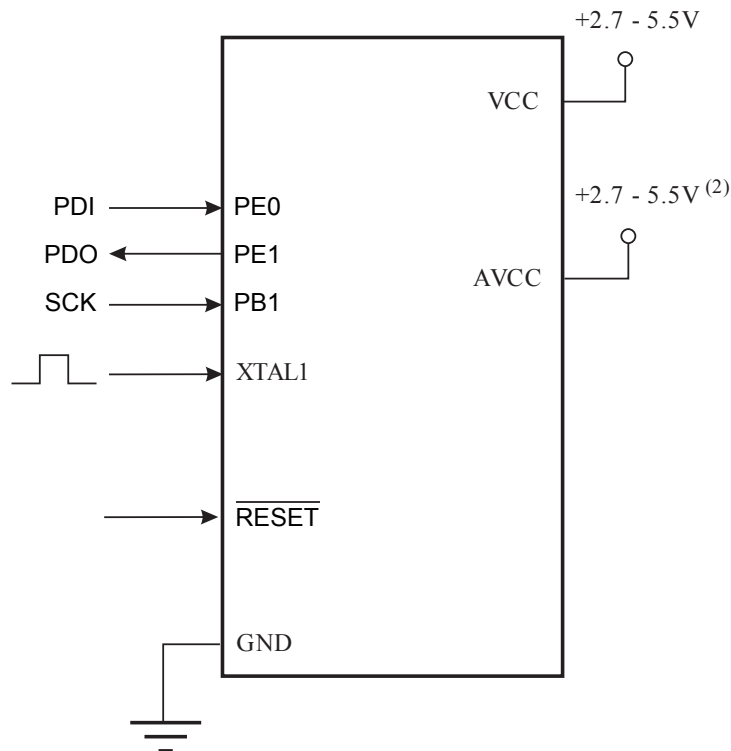 +2.7 - 5.5V
VCC
+2.7 - 5.5V (2)
PDI PE0
PDO PE1
AVCC
SCK PB1
XTAL1
RESET
GND